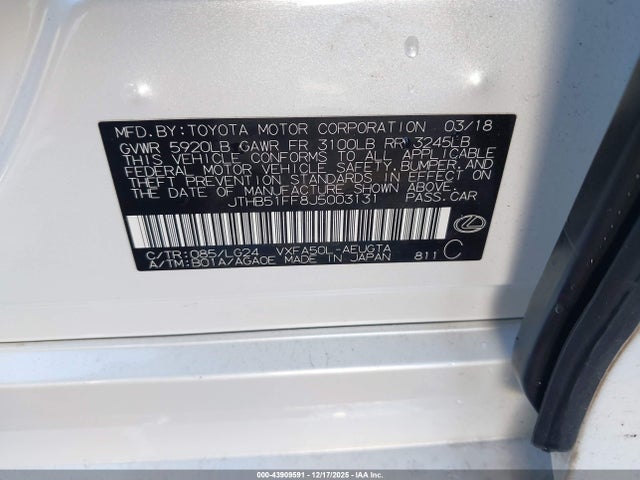 MFD. BY: TOYOTA MOTOR CORPORATION 03/18
GVWR 5920LB GAWR FR 3100LB RR 3245LB
THIS VEHICLE CONFORMS TO ALL APPLICABLE
FEDERAL MOTOR VEHICLE SAFETY, BUMPER, AND
THEFT PREVENTION STANDARDS IN EFFECT ON
THE DATE OF MANUFACTURE SHOWN ABOVE.
JTHB51FF8J5003131 PASS.CAR
C/TR: 085/LG24 VXFA50L-AEUGTA
A/TM: B01A/AGA0E MADE IN JAPAN 811 C
000-43909591 12/17/2025 IAAI.COM